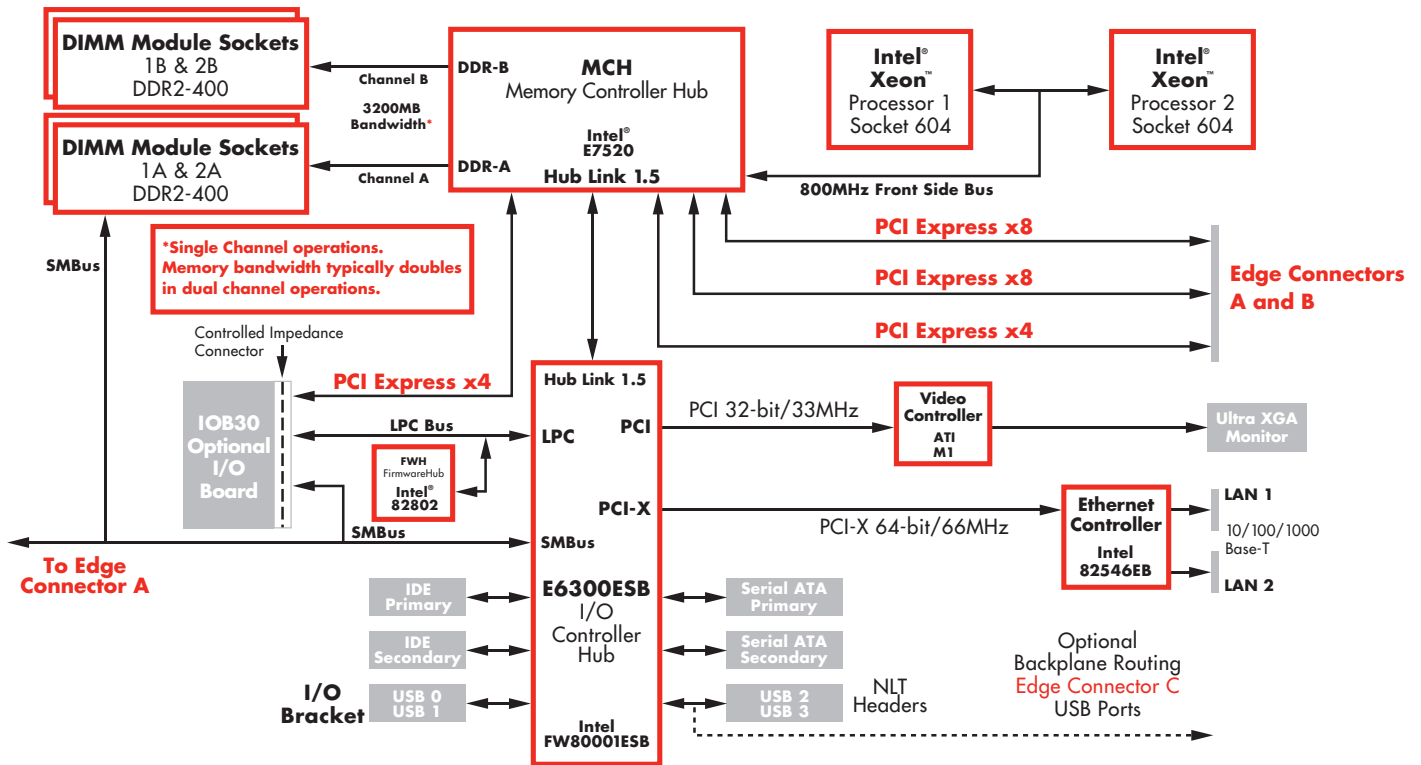 DIMM Module Sockets
1B & 2B
DDR2-400
Channel B
3200MB
Bandwidth*
DIMM Module Sockets
1A & 2A
DDR2-400
Channel A
DDR-B
MCH
Memory Controller Hub
Intel®
E7520
DDR-A
Hub Link 1.5
Intel®
Xeon™
Processor 1
Socket 604
Intel®
Xeon™
Processor 2
Socket 604
800MHz Front Side Bus
PCI Express x8
PCI Express x8
PCI Express x4
Edge Connectors
A and B
SMBus
*Single Channel operations.
Memory bandwidth typically doubles
in dual channel operations.
Controlled Impedance
Connector
PCI Express x4
IOB30
Optional
I/O
Board
LPC Bus
FWH
FirmwareHub
Intel®
82802
SMBus
To Edge
Connector A
Hub Link 1.5
LPC
PCI
PCI-X
SMBus
E6300ESB
I/O
Controller
Hub
Intel
FW80001ESB
PCI 32-bit/33MHz
Video
Controller
ATI
M1
Ultra XGA
Monitor
PCI-X 64-bit/66MHz
Ethernet
Controller
Intel
82546EB
LAN 1
10/100/1000
Base-T
LAN 2
IDE
Primary
IDE
Secondary
I/O
Bracket
USB 0
USB 1
Serial ATA
Primary
Serial ATA
Secondary
USB 2
USB 3
NLT
Headers
Optional
Backplane Routing
Edge Connector C
USB Ports